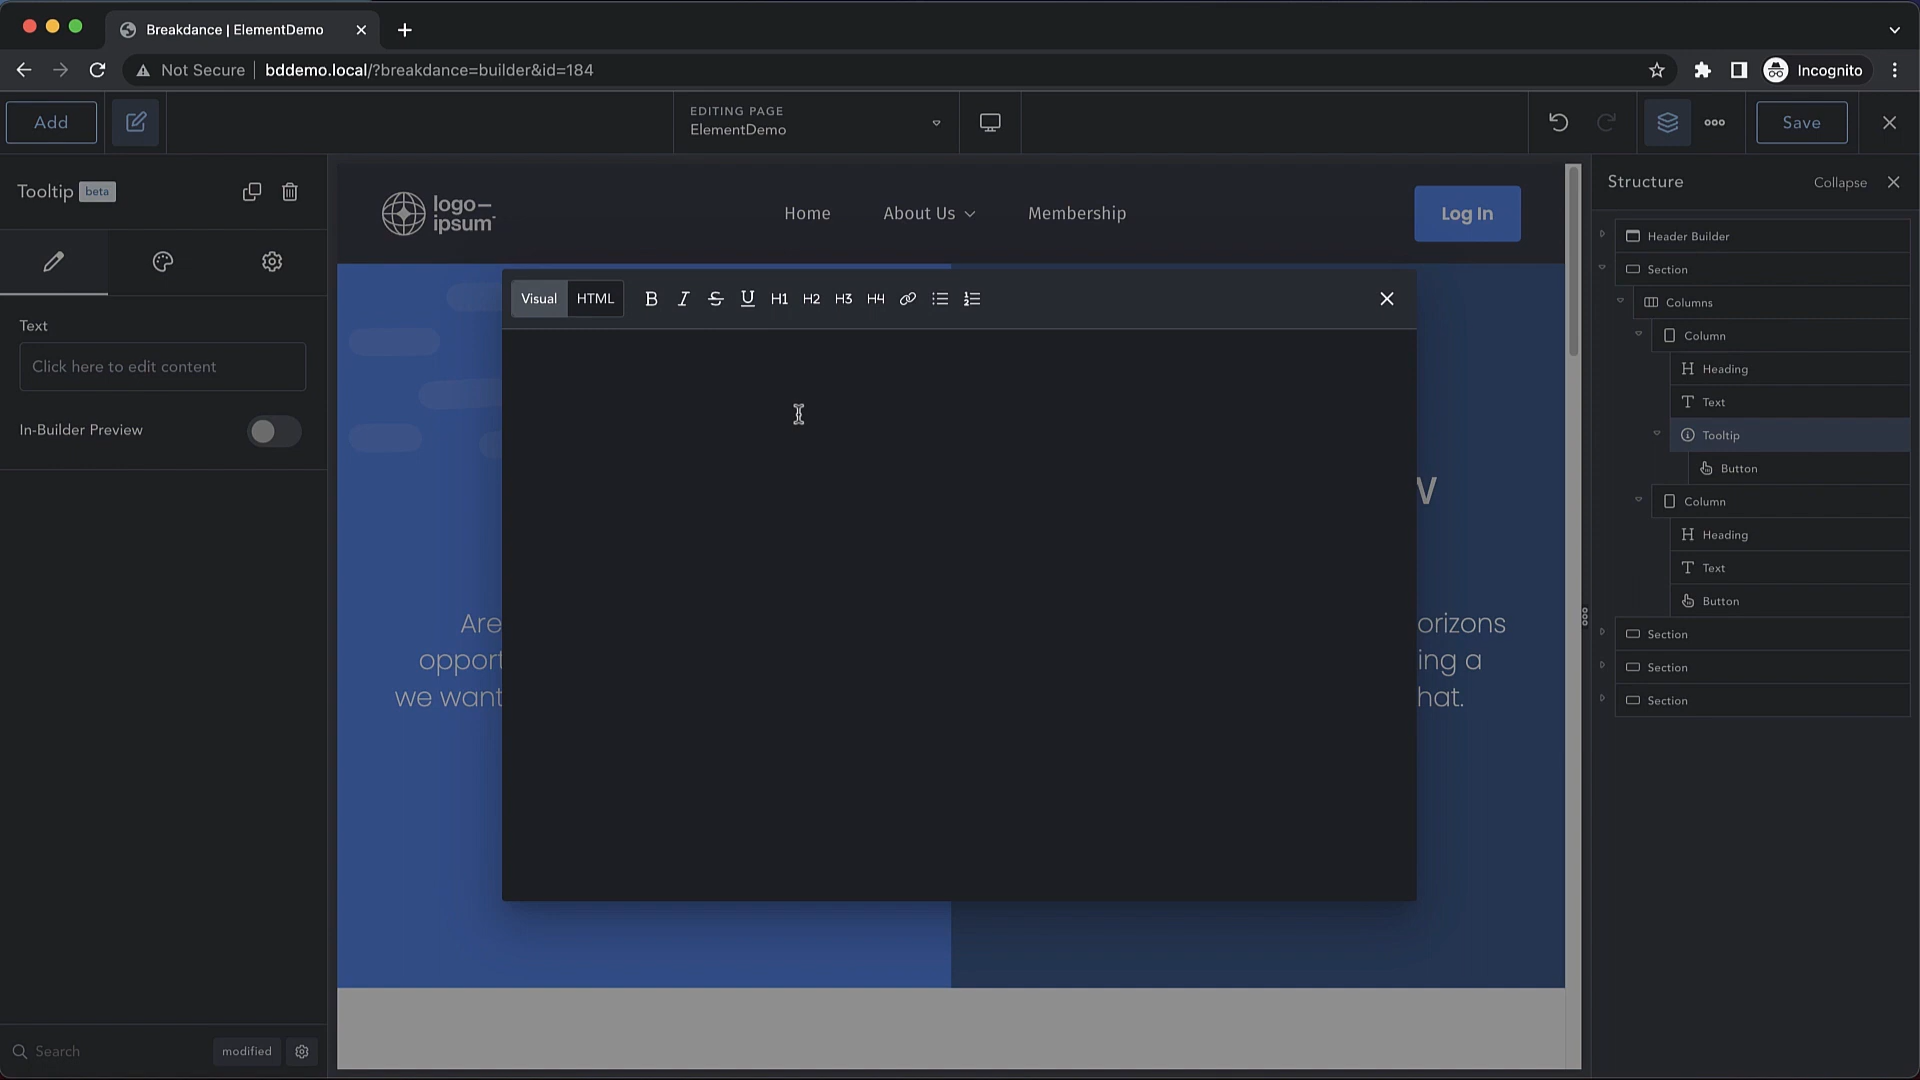 Breakdance | ElementDemo
Not Secure
bddemo.local/?breakdance=builder&id=184
Incognito
Add
EDITING PAGE
ElementDemo
Save
Tooltip beta
Text
Click here to edit content
In-Builder Preview
Search
modified
logo—
ipsum
Home
About Us
Membership
Log In
Visual
HTML
B
I
S
U
H1
H2
H3
H4
Are
opport
we want
orizons
ing a
hat.
Structure
Collapse
Header Builder
Section
Columns
Column
Heading
Text
Tooltip
Button
Column
Heading
Text
Button
Section
Section
Section